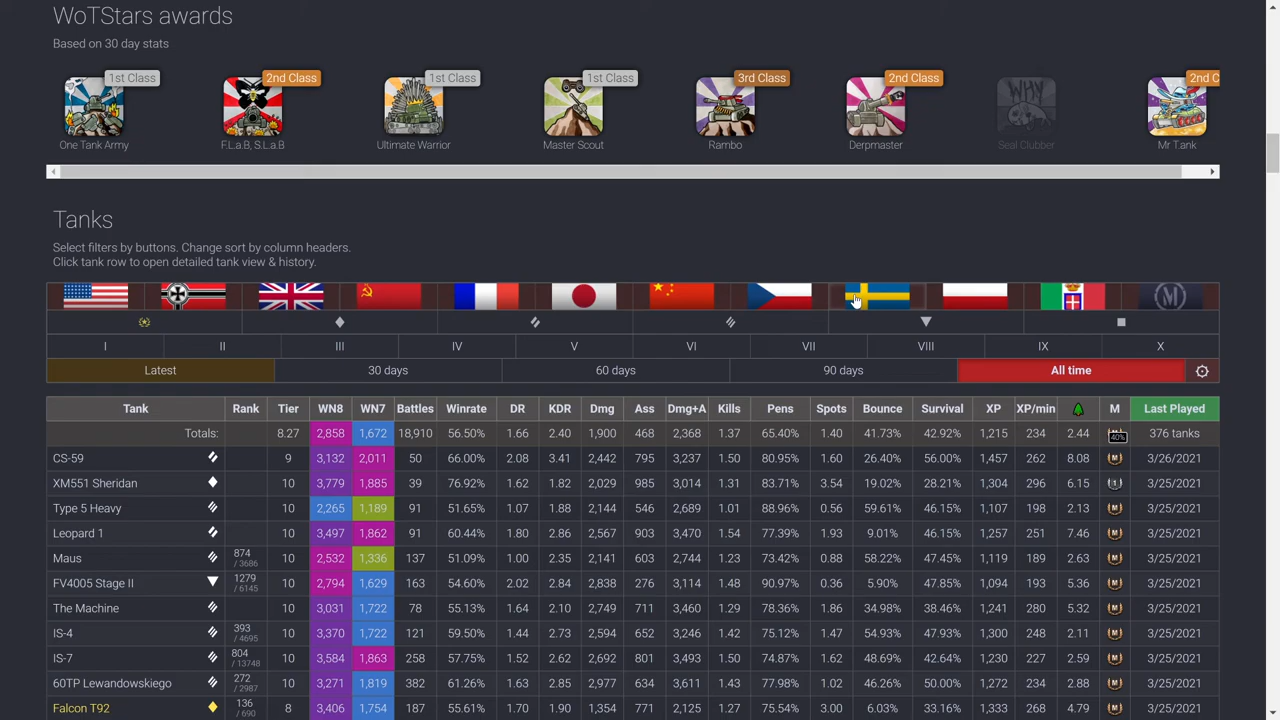 WoTStars awards
Based on 30 day stats
1st Class 2nd Class 1st Class 1st Class 3rd Class 2nd Class 2nd C
WHY
One Tank Army F.L.a.B, S.L.a.B Ultimate Warrior Master Scout Rambo Derpmaster Seal Clubber Mr Tank
Tanks
Select filters by buttons. Change sort by column headers.
Click tank row to open detailed tank view & history.
M
I II III IV V VI VII VIII IX X
Latest 30 days 60 days 90 days All time
Tank Rank Tier WN8 WN7 Battles Winrate DR KDR Dmg Ass Dmg+A Kills Pens Spots Bounce Survival XP XP/min M Last Played
Totals: 8.27 2,858 1,672 18,910 56.50% 1.66 2.40 1,900 468 2,368 1.37 65.40% 1.40 41.73% 42.92% 1,215 234 2.44 40% 376 tanks
CS-59 9 3,132 2,011 50 66.00% 2.08 3.41 2,442 795 3,237 1.50 80.95% 1.60 26.40% 56.00% 1,457 262 8.03 M 3/26/2021
XM551 Sheridan 10 3,779 1,885 39 76.92% 1.62 1.82 2,029 985 3,014 1.31 83.71% 3.54 19.02% 28.21% 1,304 296 6.15 1 3/25/2021
Type 5 Heavy 10 2,265 1,189 91 51.65% 1.07 1.88 2,144 546 2,689 1.01 88.96% 0.56 59.61% 46.15% 1,107 198 2.13 M 3/25/2021
Leopard 1 10 3,497 1,862 91 60.44% 1.80 2.86 2,567 903 3,470 1.54 77.39% 1.93 9.01% 46.15% 1,257 251 7.46 M 3/25/2021
Maus 874 / 3686 10 2,532 1,336 137 51.09% 1.00 2.35 2,141 603 2,744 1.23 73.42% 0.88 58.22% 47.45% 1,119 189 2.63 M 3/25/2021
FV4005 Stage II 1279 / 6145 10 2,794 1,629 163 54.60% 2.02 2.84 2,838 276 3,114 1.48 90.97% 0.36 5.90% 47.85% 1,094 193 5.36 M 3/25/2021
The Machine 10 3,031 1,722 78 55.13% 1.64 2.10 2,749 711 3,460 1.29 78.36% 1.86 34.98% 38.46% 1,241 280 5.32 M 3/25/2021
IS-4 393 / 4695 10 3,370 1,722 121 59.50% 1.44 2.73 2,594 652 3,246 1.42 75.12% 1.47 54.93% 47.93% 1,300 248 2.11 M 3/25/2021
IS-7 804 / 13748 10 3,584 1,863 258 57.75% 1.52 2.62 2,692 801 3,493 1.50 74.87% 1.62 48.69% 42.64% 1,230 227 2.59 M 3/25/2021
60TP Lewandowskiego 272 / 2987 10 3,271 1,819 382 61.26% 1.63 2.85 2,977 634 3,611 1.43 77.98% 1.02 46.26% 50.00% 1,272 234 2.88 M 3/25/2021
Falcon T92 136 / 690 8 3,406 1,754 187 55.61% 1.70 1.90 1,354 771 2,125 1.27 75.54% 3.00 6.03% 33.16% 1,333 268 4.79 M 3/25/2021